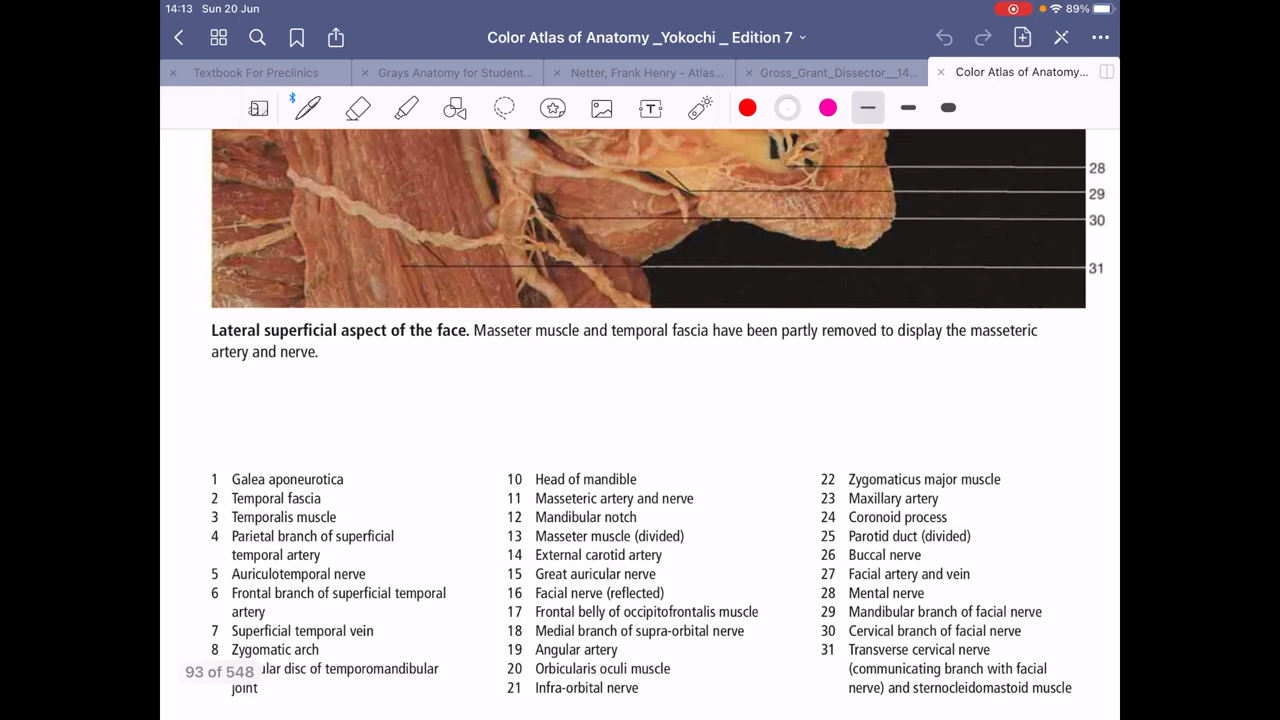 14:13 Sun 20 Jun 89%
Color Atlas of Anatomy _Yokochi _ Edition 7
Textbook For Preclinics
Grays Anatomy for Student...
Netter, Frank Henry - Atlas...
Gross_Grant_Dissector__14...
Color Atlas of Anatomy...
28
29
30
31
Lateral superficial aspect of the face. Masseter muscle and temporal fascia have been partly removed to display the masseteric
artery and nerve.
1 Galea aponeurotica
2 Temporal fascia
3 Temporalis muscle
4 Parietal branch of superficial
temporal artery
5 Auriculotemporal nerve
6 Frontal branch of superficial temporal
artery
7 Superficial temporal vein
8 Zygomatic arch
ular disc of temporomandibular
joint
93 of 548
10 Head of mandible
11 Masseteric artery and nerve
12 Mandibular notch
13 Masseter muscle (divided)
14 External carotid artery
15 Great auricular nerve
16 Facial nerve (reflected)
17 Frontal belly of occipitofrontalis muscle
18 Medial branch of supra-orbital nerve
19 Angular artery
20 Orbicularis oculi muscle
21 Infra-orbital nerve
22 Zygomaticus major muscle
23 Maxillary artery
24 Coronoid process
25 Parotid duct (divided)
26 Buccal nerve
27 Facial artery and vein
28 Mental nerve
29 Mandibular branch of facial nerve
30 Cervical branch of facial nerve
31 Transverse cervical nerve
(communicating branch with facial
nerve) and sternocleidomastoid muscle